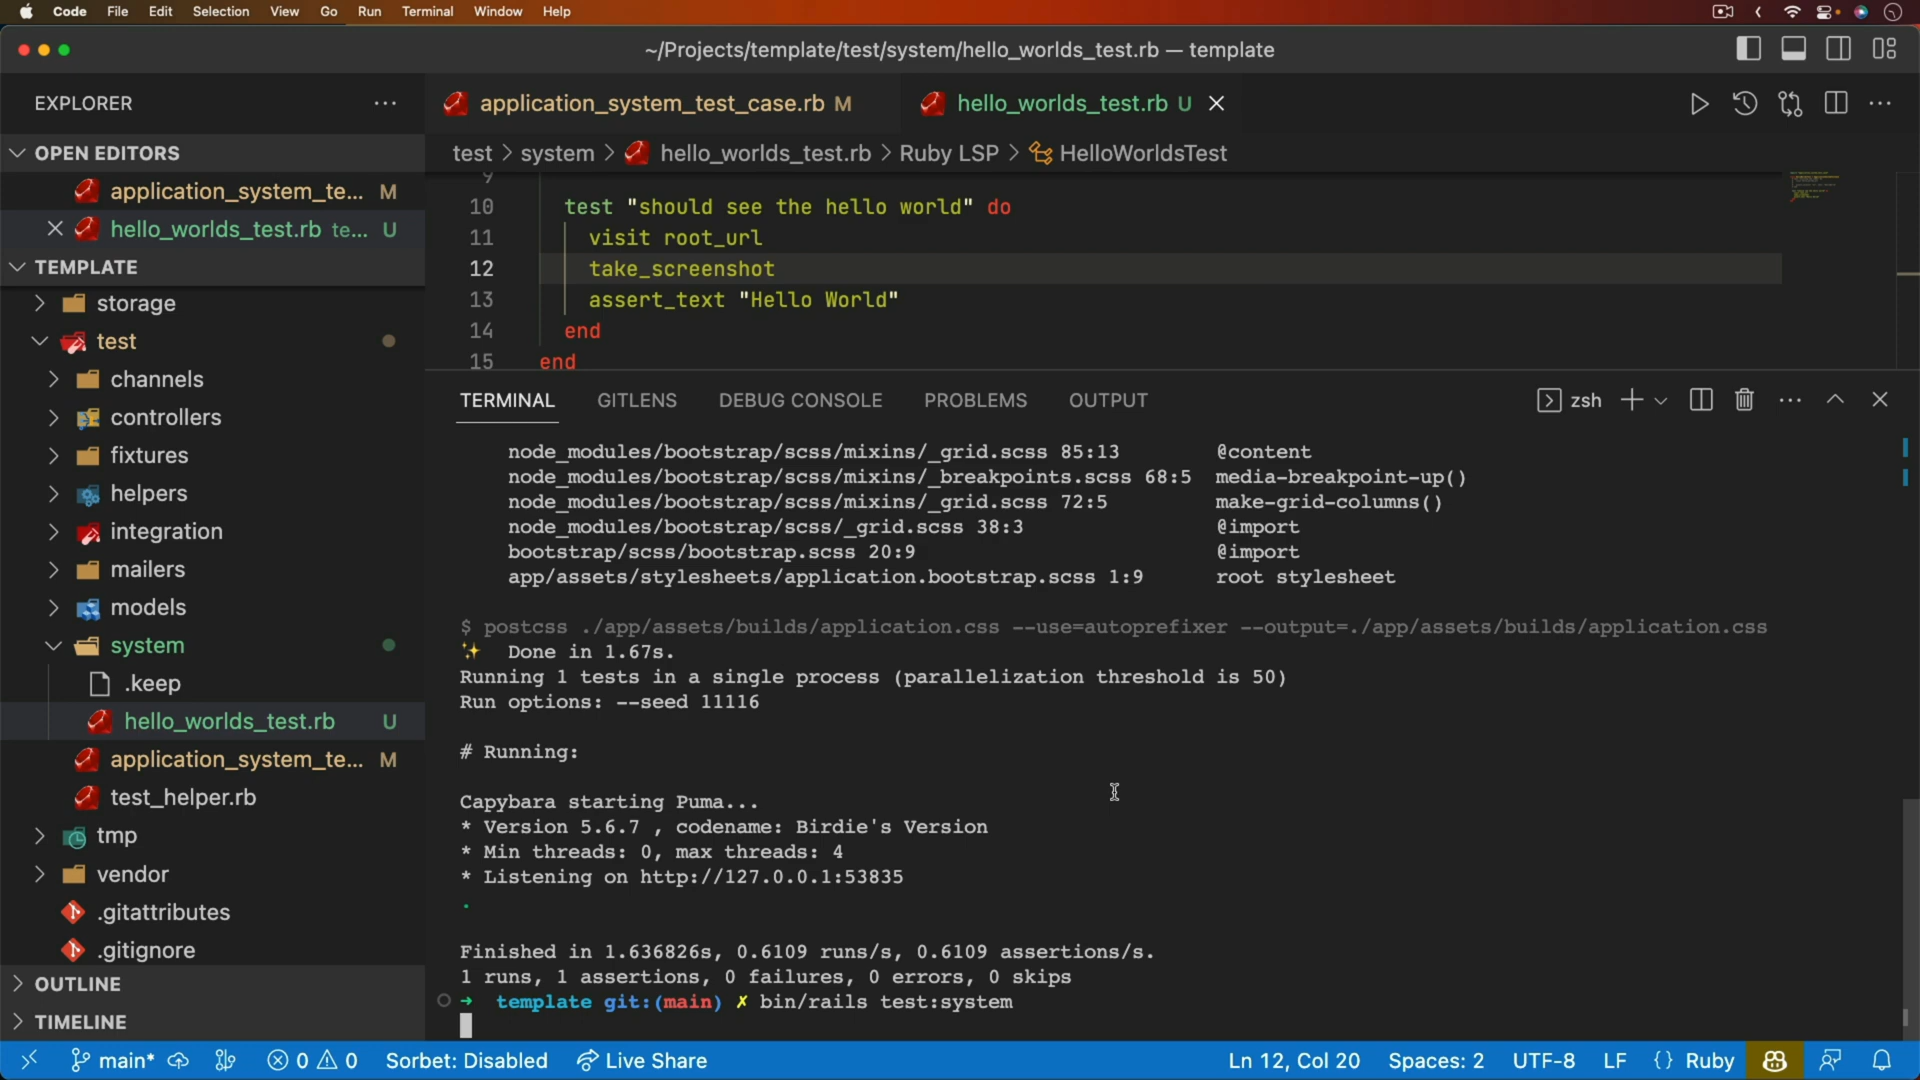 Code File Edit Selection View Go Run Terminal Window Help
~/Projects/template/test/system/hello_worlds_test.rb — template
EXPLORER
OPEN EDITORS
application_system_te... M
hello_worlds_test.rb te... U
TEMPLATE
storage
test
channels
controllers
fixtures
helpers
integration
mailers
models
system
.keep
hello_worlds_test.rb U
application_system_te... M
test_helper.rb
tmp
vendor
.gitattributes
.gitignore
OUTLINE
TIMELINE
application_system_test_case.rb M
hello_worlds_test.rb U
test > system > hello_worlds_test.rb > Ruby LSP > HelloWorldsTest
9
10 test "should see the hello world" do
11 visit root_url
12 take_screenshot
13 assert_text "Hello World"
14 end
15 end
TERMINAL GITLENS DEBUG CONSOLE PROBLEMS OUTPUT
zsh
node_modules/bootstrap/scss/mixins/_grid.scss 85:13 @content
node_modules/bootstrap/scss/mixins/_breakpoints.scss 68:5 media-breakpoint-up()
node_modules/bootstrap/scss/mixins/_grid.scss 72:5 make-grid-columns()
node_modules/bootstrap/scss/_grid.scss 38:3 @import
bootstrap/scss/bootstrap.scss 20:9 @import
app/assets/stylesheets/application.bootstrap.scss 1:9 root stylesheet
$ postcss ./app/assets/builds/application.css --use=autoprefixer --output=./app/assets/builds/application.css
✨ Done in 1.67s.
Running 1 tests in a single process (parallelization threshold is 50)
Run options: --seed 11116
# Running:
Capybara starting Puma...
* Version 5.6.7 , codename: Birdie's Version
* Min threads: 0, max threads: 4
* Listening on http://127.0.0.1:53835
.
Finished in 1.636826s, 0.6109 runs/s, 0.6109 assertions/s.
1 runs, 1 assertions, 0 failures, 0 errors, 0 skips
➜ template git:(main) ✗ bin/rails test:system
main* 0 0 Sorbet: Disabled Live Share
Ln 12, Col 20 Spaces: 2 UTF-8 LF {} Ruby